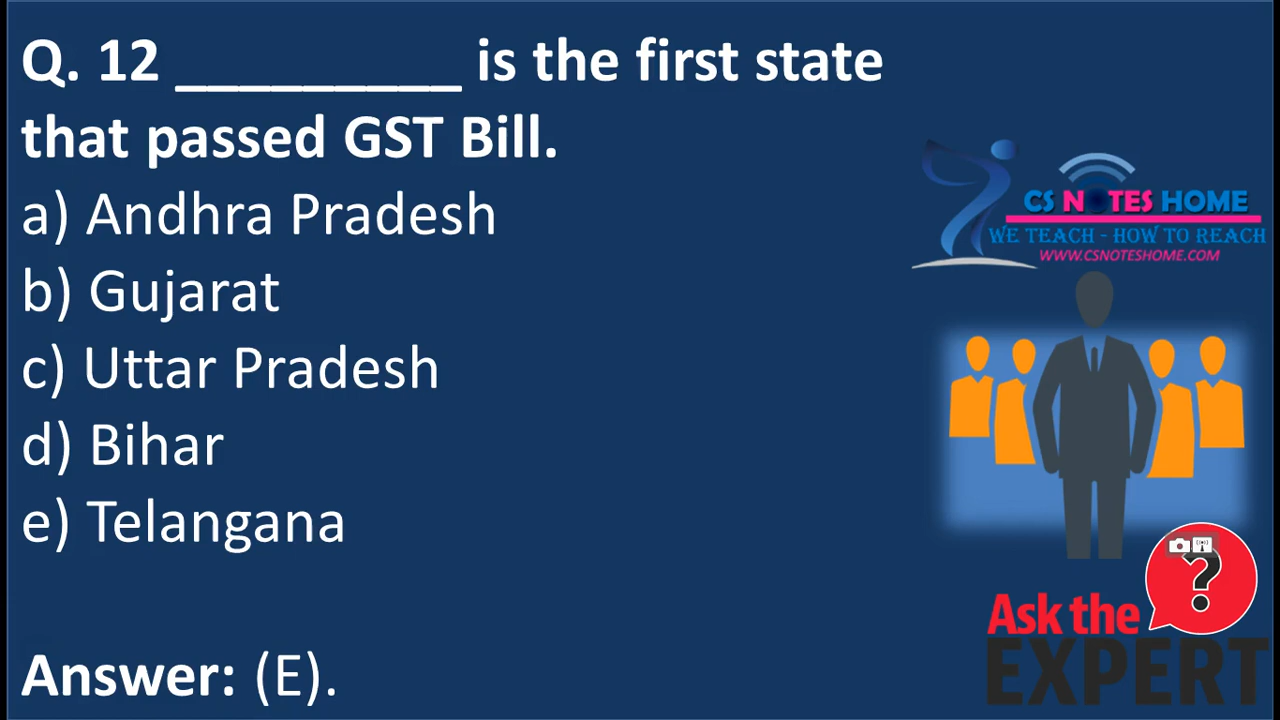 Q. 12 _________ is the first state
that passed GST Bill.
a) Andhra Pradesh
b) Gujarat
c) Uttar Pradesh
d) Bihar
e) Telangana
Answer: (E).
CS NOTES HOME
WE TEACH - HOW TO REACH
WWW.CSNOTESHOME.COM
?
Ask the
EXPERT